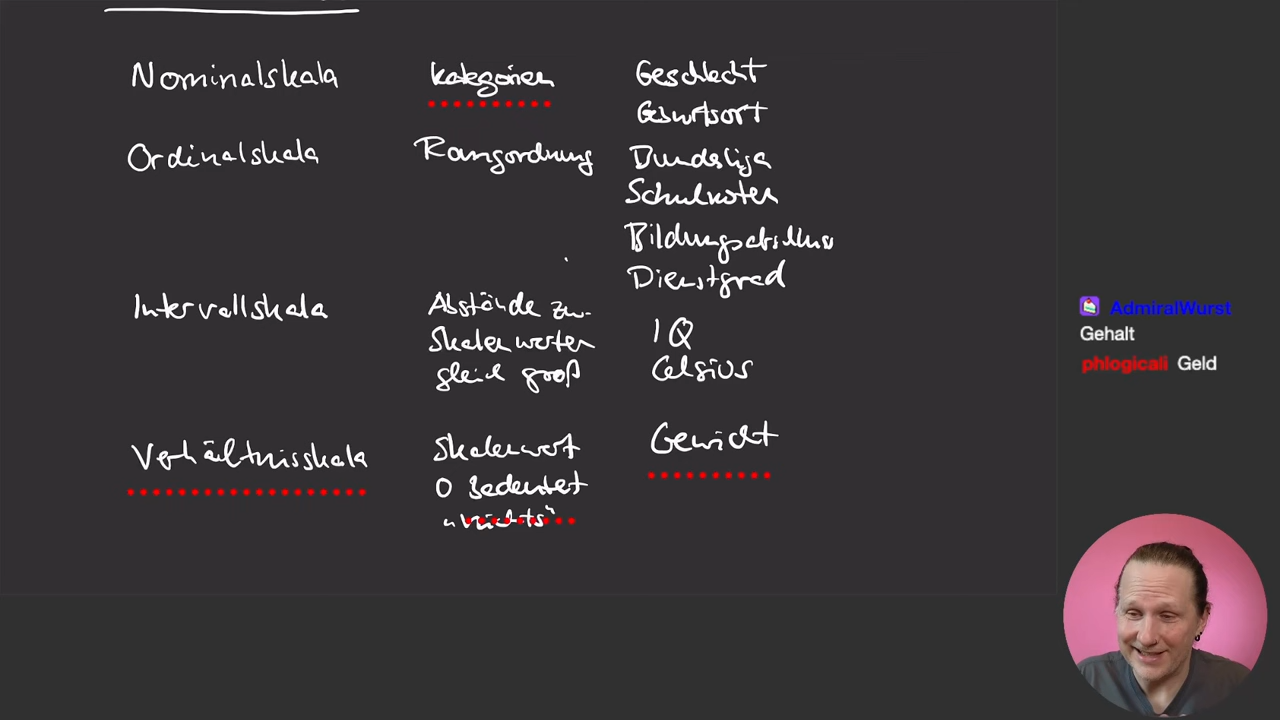 Nominalskala Kategorien Geschlecht
Geburtsort
Ordinalskala Rangordnung Bundesliga
Schulnoten
Bildungsabschluss
Dienstgrad
Intervallskala Abstände zw.
Skalenwerten IQ
gleich groß Celsius
Verhältnisskala Skalenwert Gewicht
0 bedeutet
„nichts"
AdmiralWurst
Gehalt
phlogicali Geld